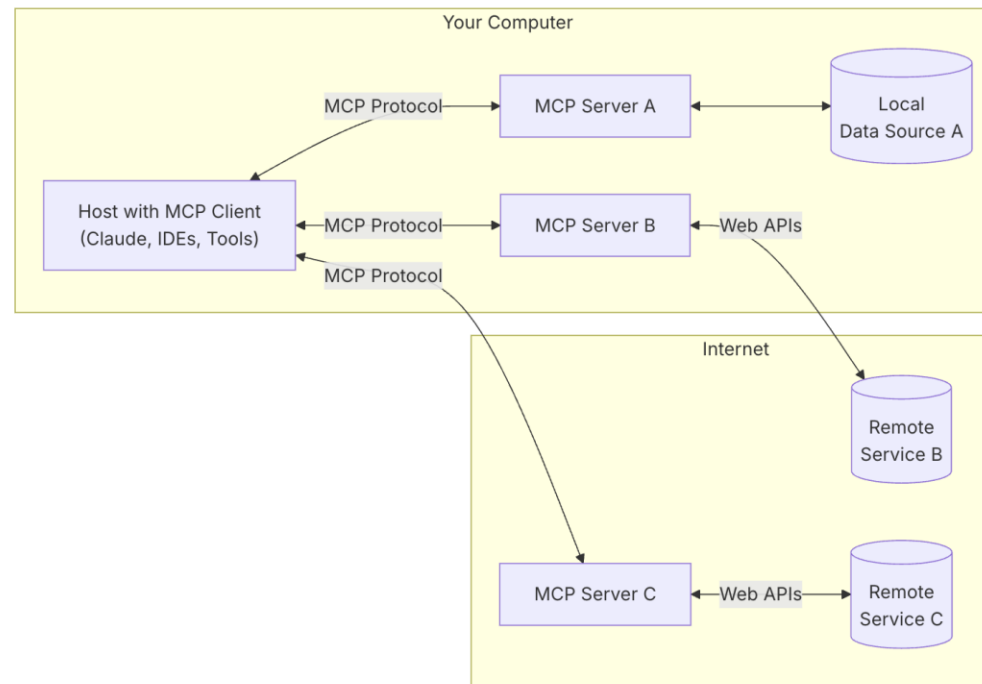 Your Computer
MCP Protocol
MCP Server A
Local
Data Source A
Host with MCP Client
(Claude, IDEs, Tools)
MCP Protocol
MCP Server B
Web APIs
MCP Protocol
Internet
Remote
Service B
MCP Server C
Web APIs
Remote
Service C